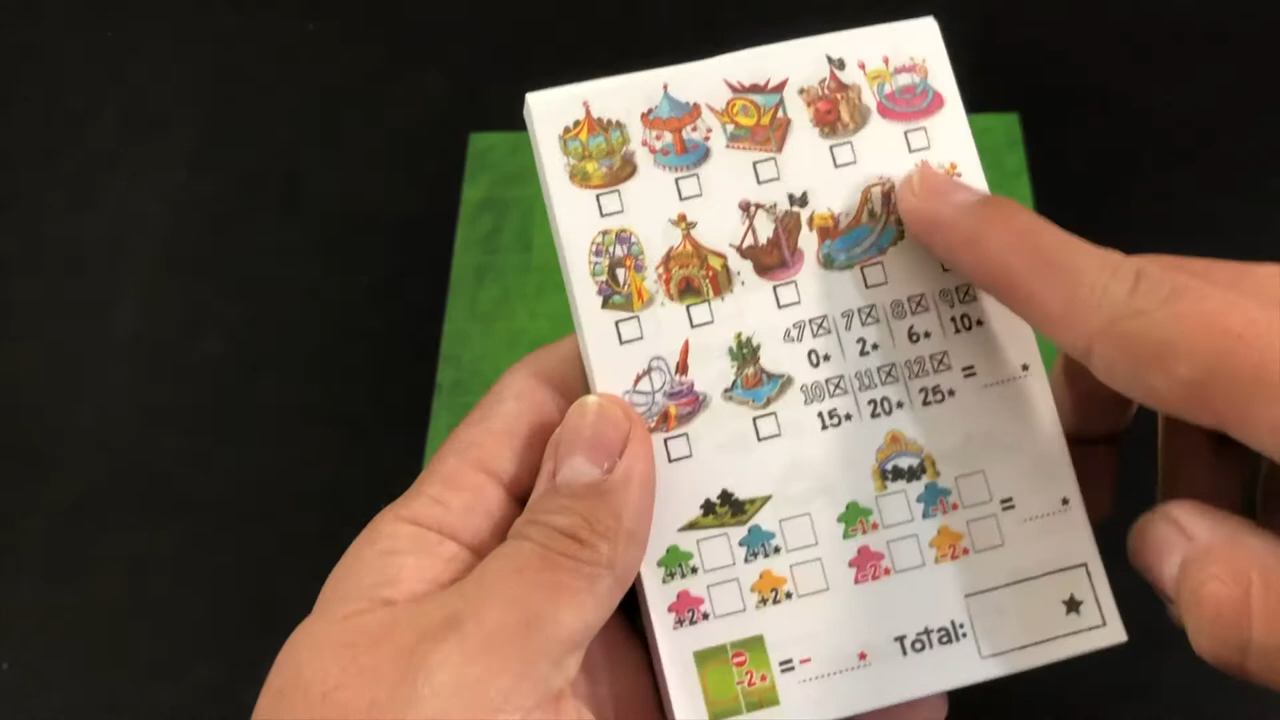 <7☒ 7☒ 8☒ 9☒
0★ 2★ 6★ 10★
10☒ 11☒ 12☒ = ★
15★ 20★ 25★
-1★ -1★ = ★
-2★ -2★
+1★ +1★
+2★ +2★
-2★ = - ★
Total: ★